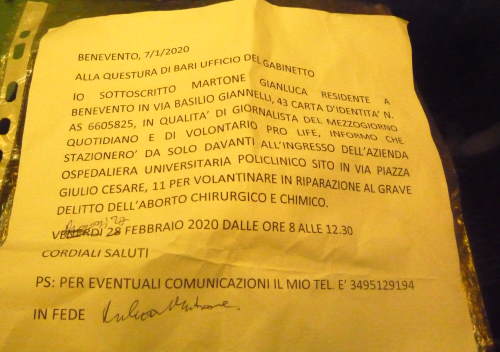 BENEVENTO, 7/1/2020
ALLA QUESTURA DI BARI UFFICIO DEL GABINETTO
IO SOTTOSCRITTO MARTONE GIANLUCA RESIDENTE A
BENEVENTO IN VIA BASILIO GIANNELLI, 43 CARTA D'IDENTITA' N.
AS 6605825, IN QUALITA' DI GIORNALISTA DEL MEZZOGIORNO
QUOTIDIANO E DI VOLONTARIO PRO LIFE, INFORMO CHE
STAZIONERO' DA SOLO DAVANTI ALL'INGRESSO DELL'AZIENDA
OSPEDALIERA UNIVERSITARIA POLICLINICO SITO IN VIA PIAZZA
GIULIO CESARE, 11 PER VOLANTINARE IN RIPARAZIONE AL GRAVE
DELITTO DELL'ABORTO CHIRURGICO E CHIMICO.
VENERDI 28 FEBBRAIO 2020 DALLE ORE 8 ALLE 12.30
CORDIALI SALUTI
PS: PER EVENTUALI COMUNICAZIONI IL MIO TEL. E' 3495129194
IN FEDE